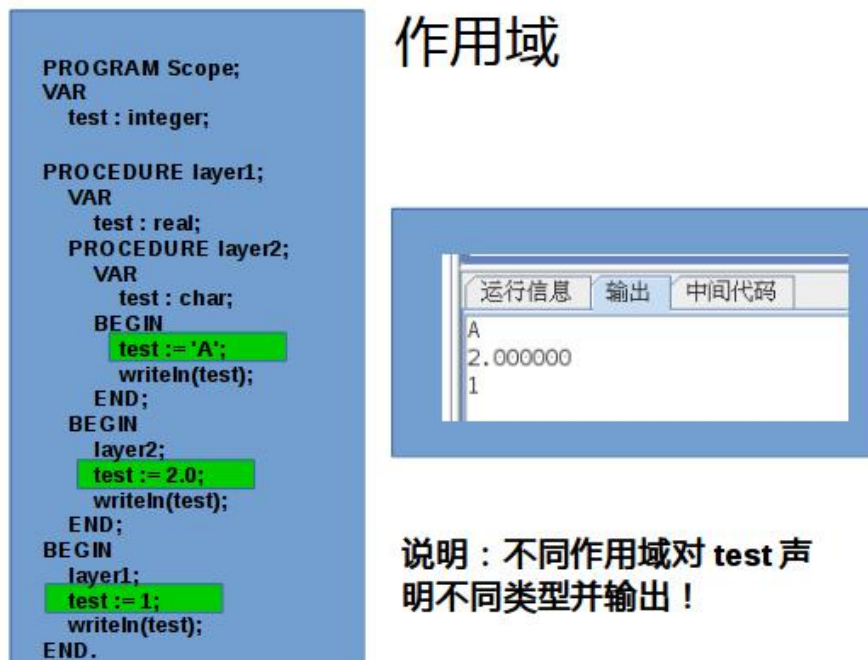 作用域
PROGRAM Scope;
VAR
test : integer;
PROCEDURE layer1;
VAR
test : real;
PROCEDURE layer2;
VAR
test : char;
BEGIN
test := 'A';
writeln(test);
END;
BEGIN
layer2;
test := 2.0;
writeln(test);
END;
BEGIN
layer1;
test := 1;
writeln(test);
END.
运行信息 输出 中间代码
A
2.000000
1
说明：不同作用域对 test 声
明不同类型并输出！